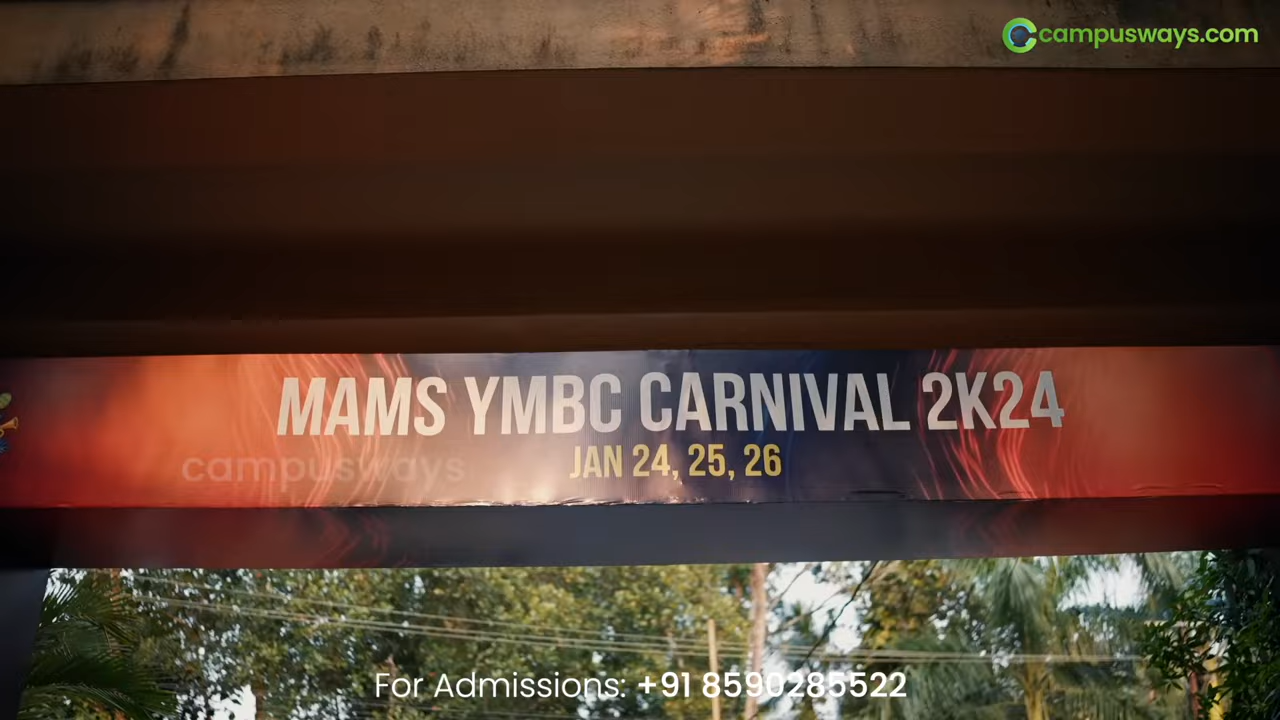 campusways.com
MAMS YMBC CARNIVAL 2K24
JAN 24, 25, 26
campusways
For Admissions: +91 8590285522